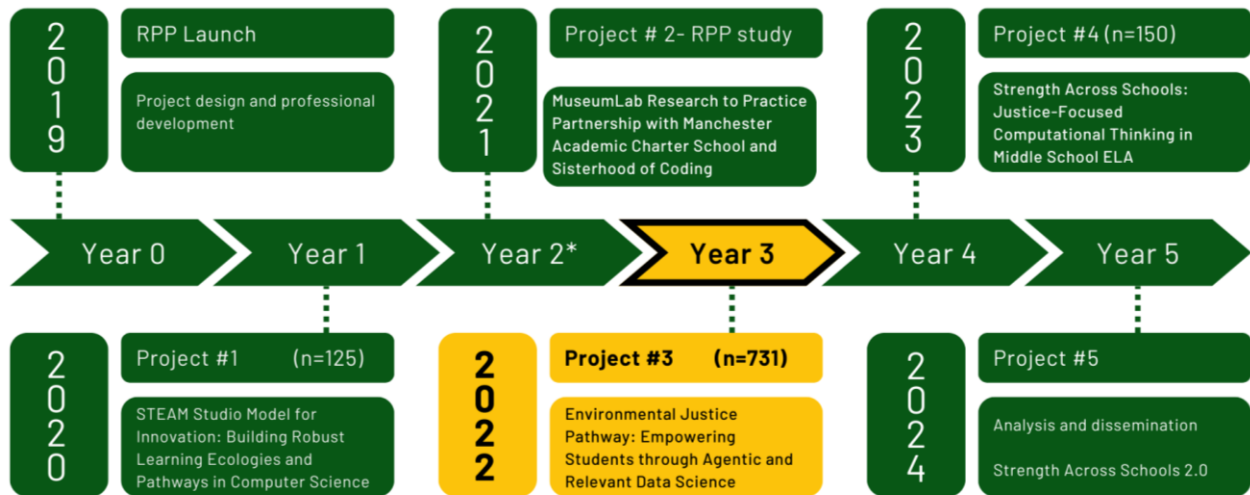 2019
RPP Launch
Project design and professional
development
2021
Project # 2- RPP study
MuseumLab Research to Practice
Partnership with Manchester
Academic Charter School and
Sisterhood of Coding
2023
Project #4 (n=150)
Strength Across Schools:
Justice-Focused
Computational Thinking in
Middle School ELA
Year 0
Year 1
Year 2*
Year 3
Year 4
Year 5
2020
Project #1 (n=125)
STEAM Studio Model for
Innovation: Building Robust
Learning Ecologies and
Pathways in Computer Science
2022
Project #3 (n=731)
Environmental Justice
Pathway: Empowering
Students through Agentic and
Relevant Data Science
2024
Project #5
Analysis and dissemination
Strength Across Schools 2.0